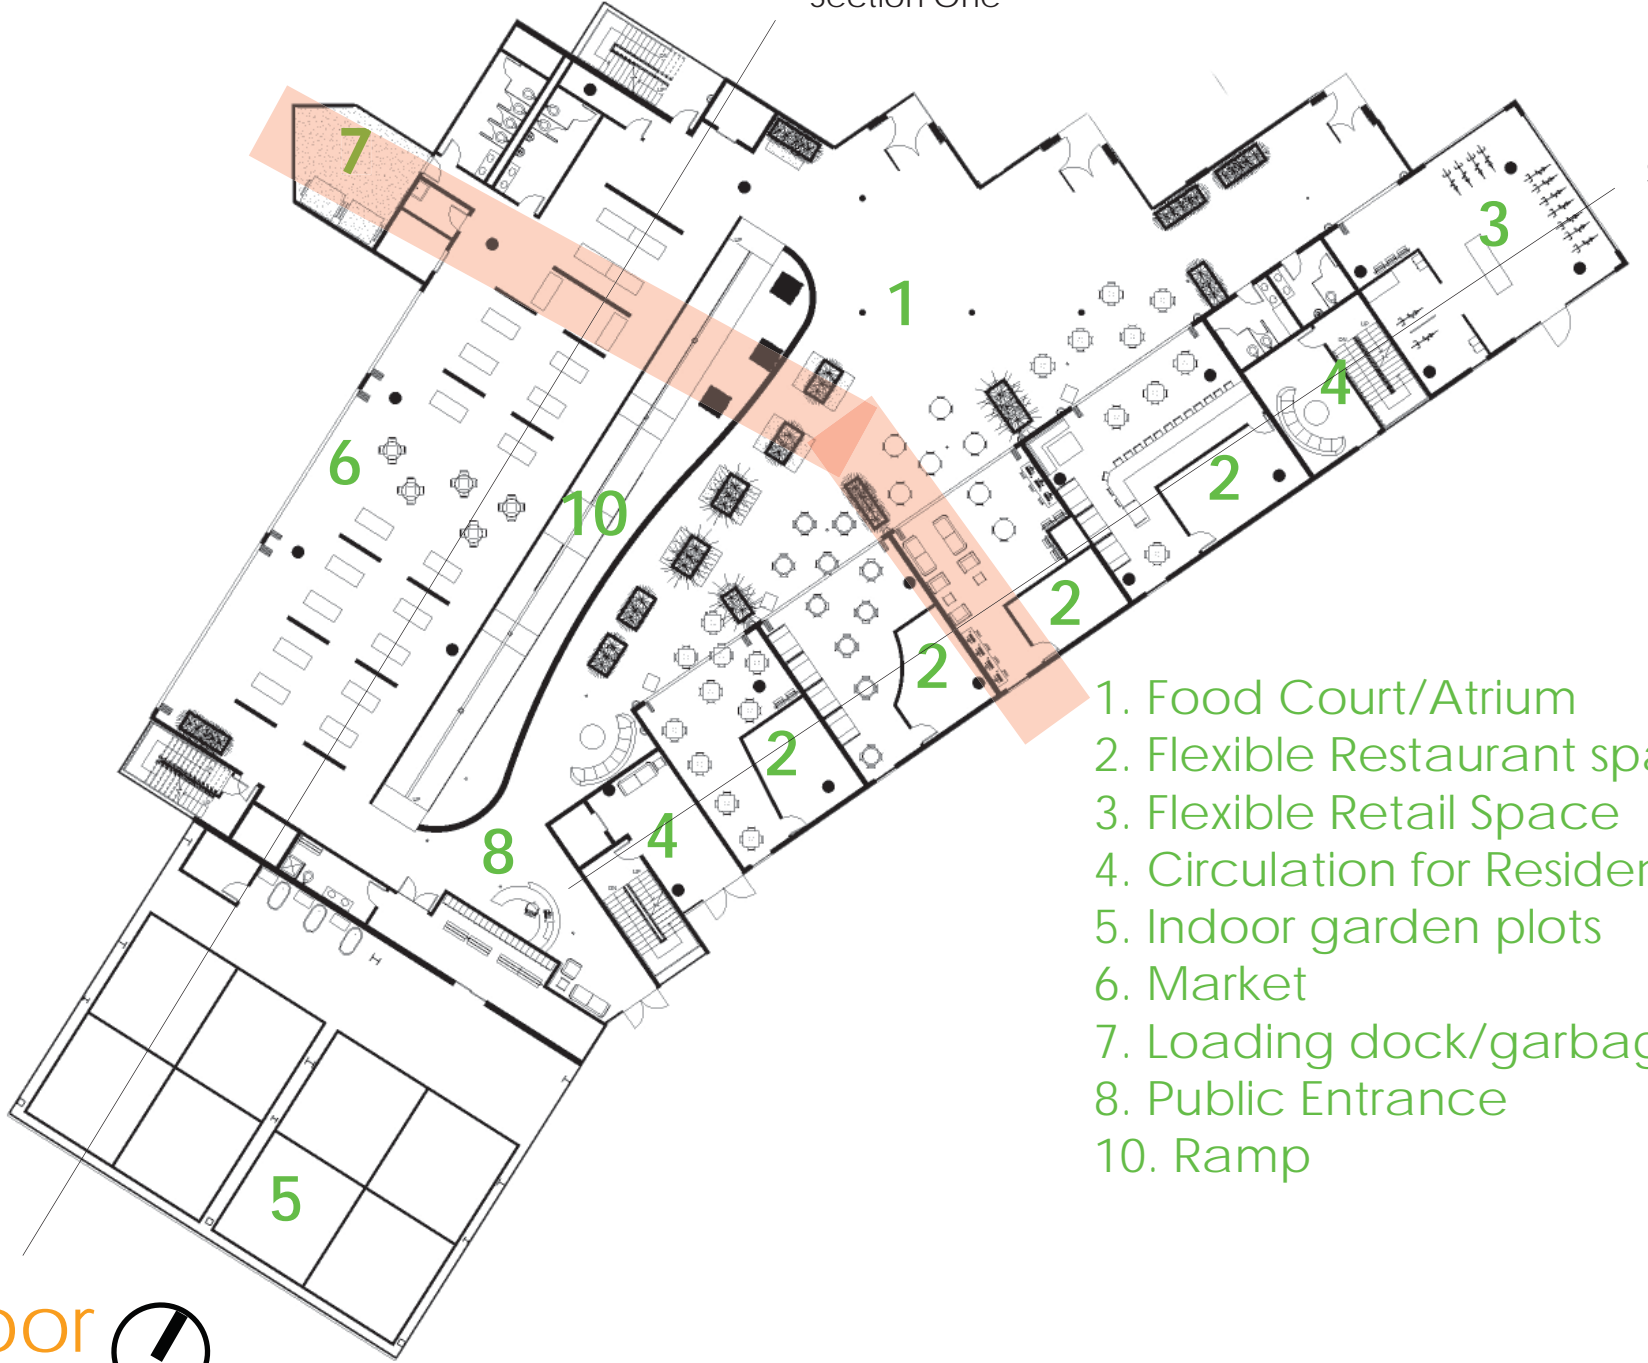 Section One
7
3
1
4
6
2
10
2
2
2
4
8
5
1. Food Court/Atrium
2. Flexible Restaurant spa
3. Flexible Retail Space
4. Circulation for Residen
5. Indoor garden plots
6. Market
7. Loading dock/garbag
8. Public Entrance
10. Ramp
oor